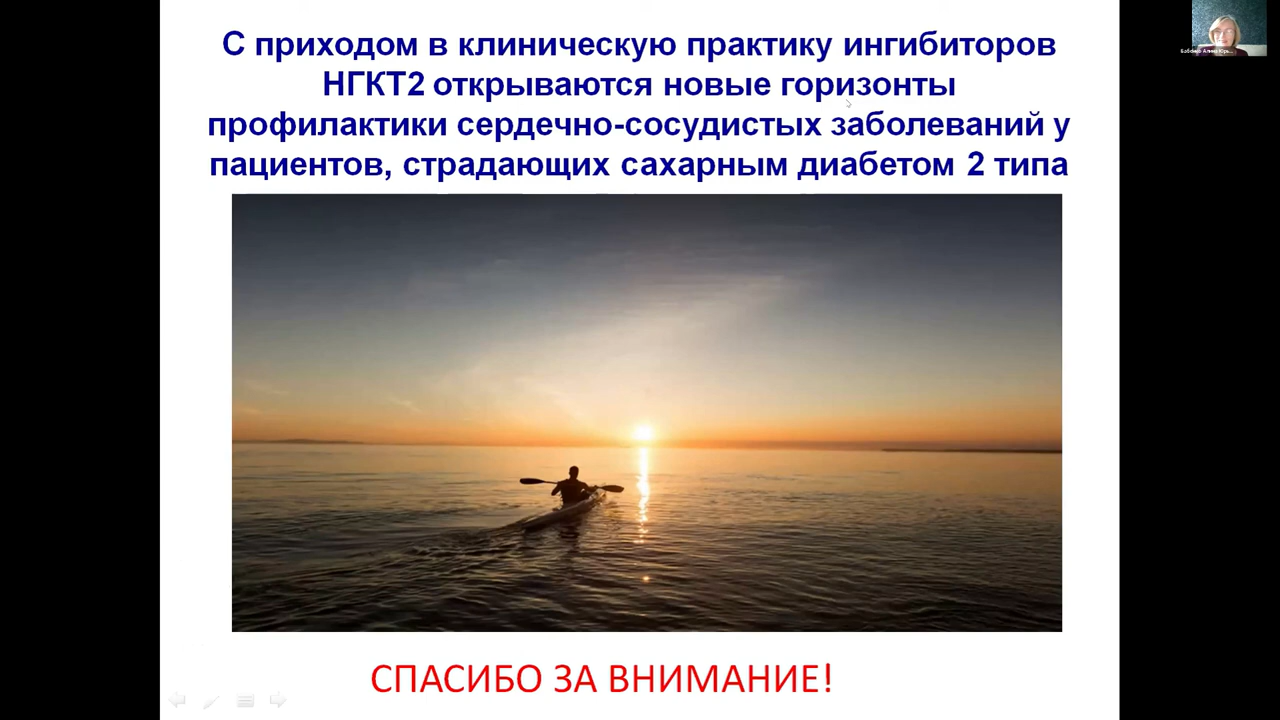 С приходом в клиническую практику ингибиторов
НГКТ2 открываются новые горизонты
профилактики сердечно-сосудистых заболеваний у
пациентов, страдающих сахарным диабетом 2 типа
СПАСИБО ЗА ВНИМАНИЕ!